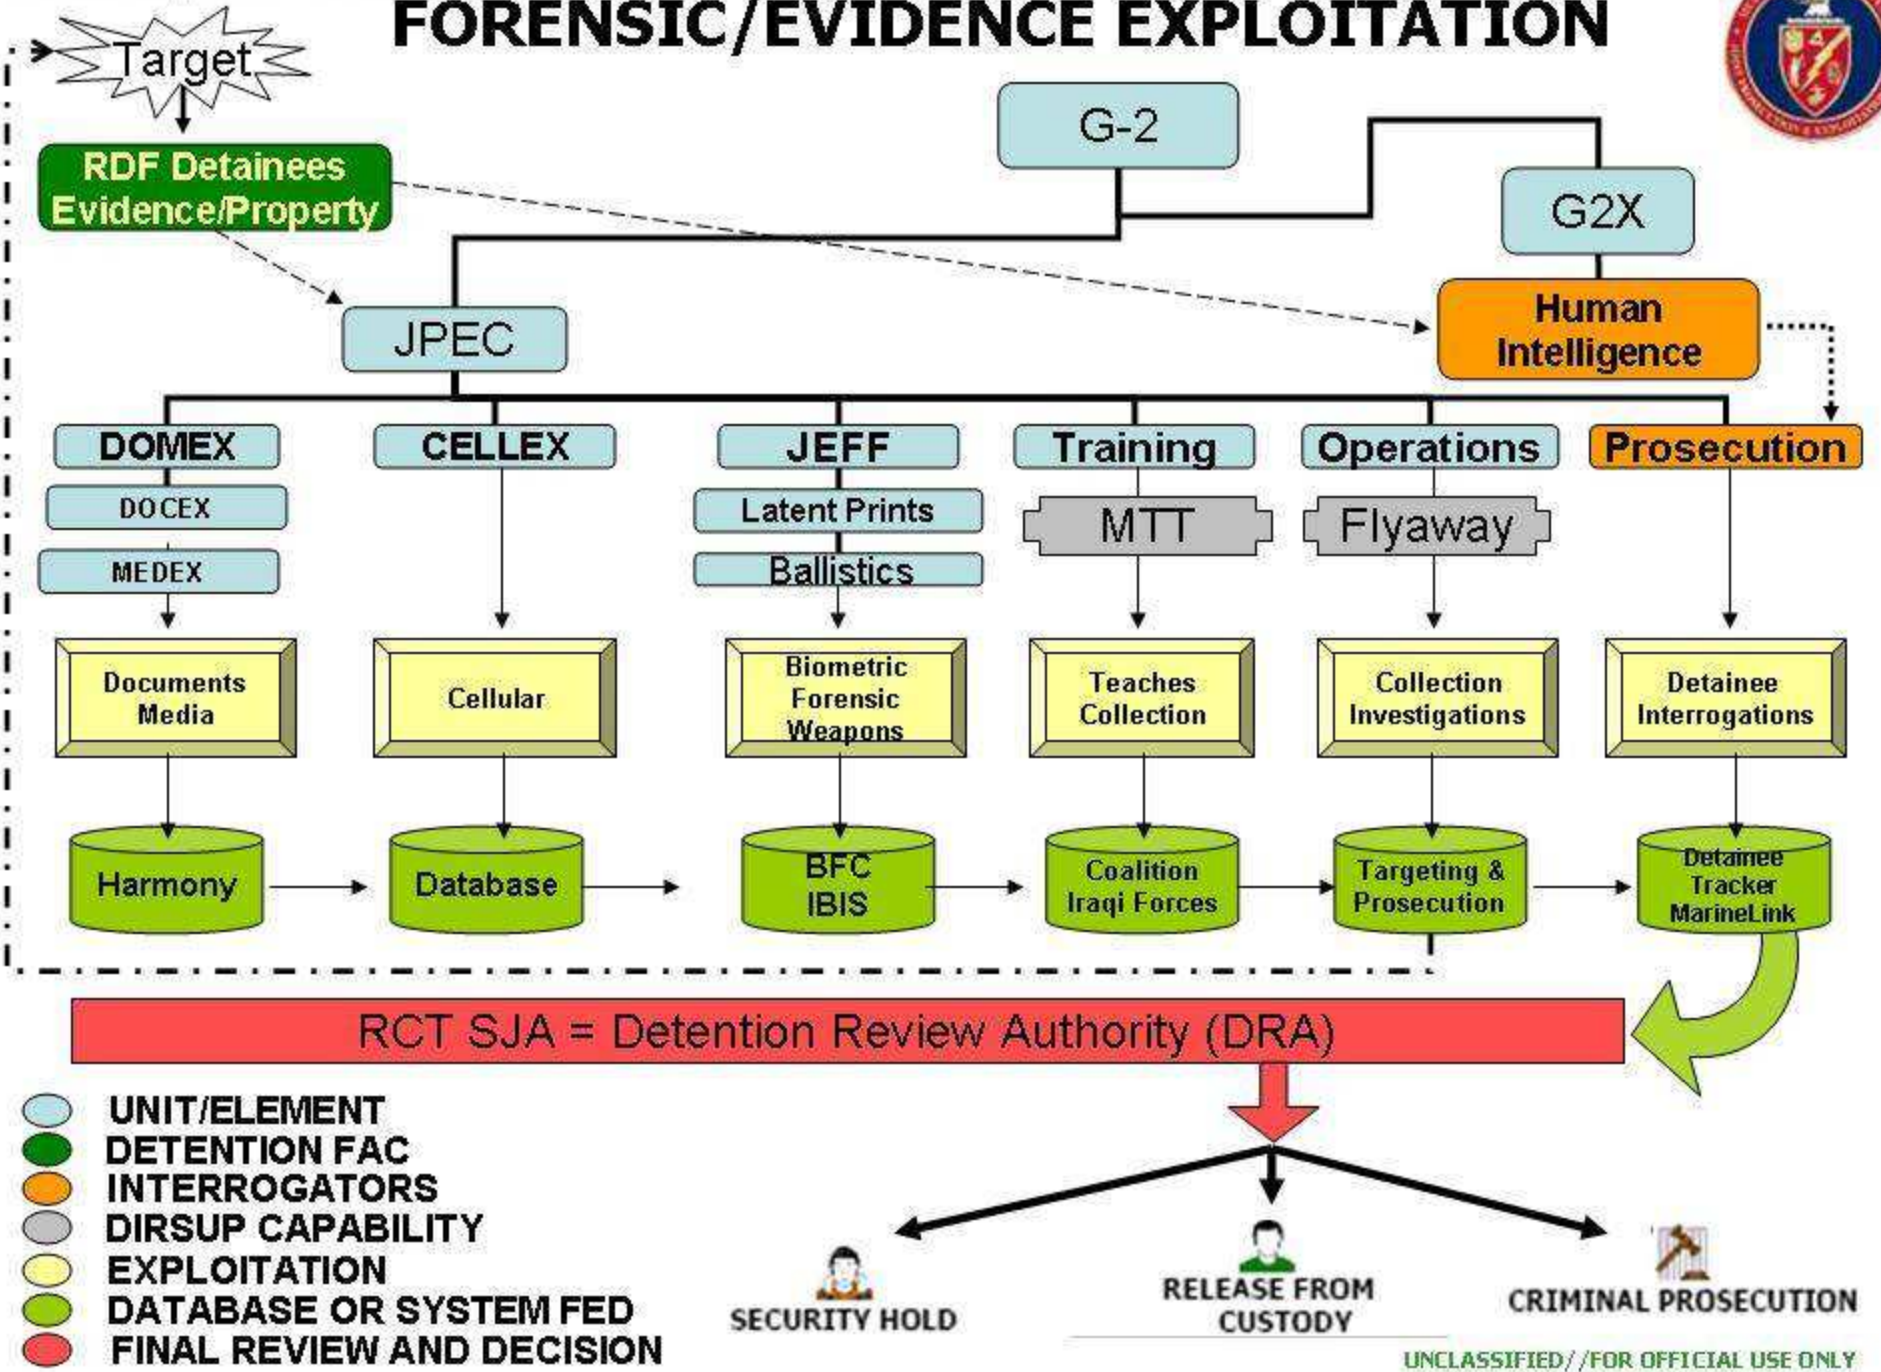 FORENSIC/EVIDENCE EXPLOITATION
Target
G-2
RDF Detainees
Evidence/Property
G2X
Human
Intelligence
JPEC
DOMEX
CELLEX
JEFF
Training
Operations
Prosecution
DOCEX
Latent Prints
MTT
Flyaway
MEDEX
Ballistics
Documents
Media
Cellular
Biometric
Forensic
Weapons
Teaches
Collection
Collection
Investigations
Detainee
Interrogations
Harmony
Database
BFC
IBIS
Coalition
Iraqi Forces
Targeting &
Prosecution
Detainee
Tracker
MarineLink
RCT SJA = Detention Review Authority (DRA)
UNIT/ELEMENT
DETENTION FAC
INTERROGATORS
DIRSUP CAPABILITY
EXPLOITATION
DATABASE OR SYSTEM FED
FINAL REVIEW AND DECISION
SECURITY HOLD
RELEASE FROM
CUSTODY
CRIMINAL PROSECUTION
UNCLASSIFIED//FOR OFFICIAL USE ONLY